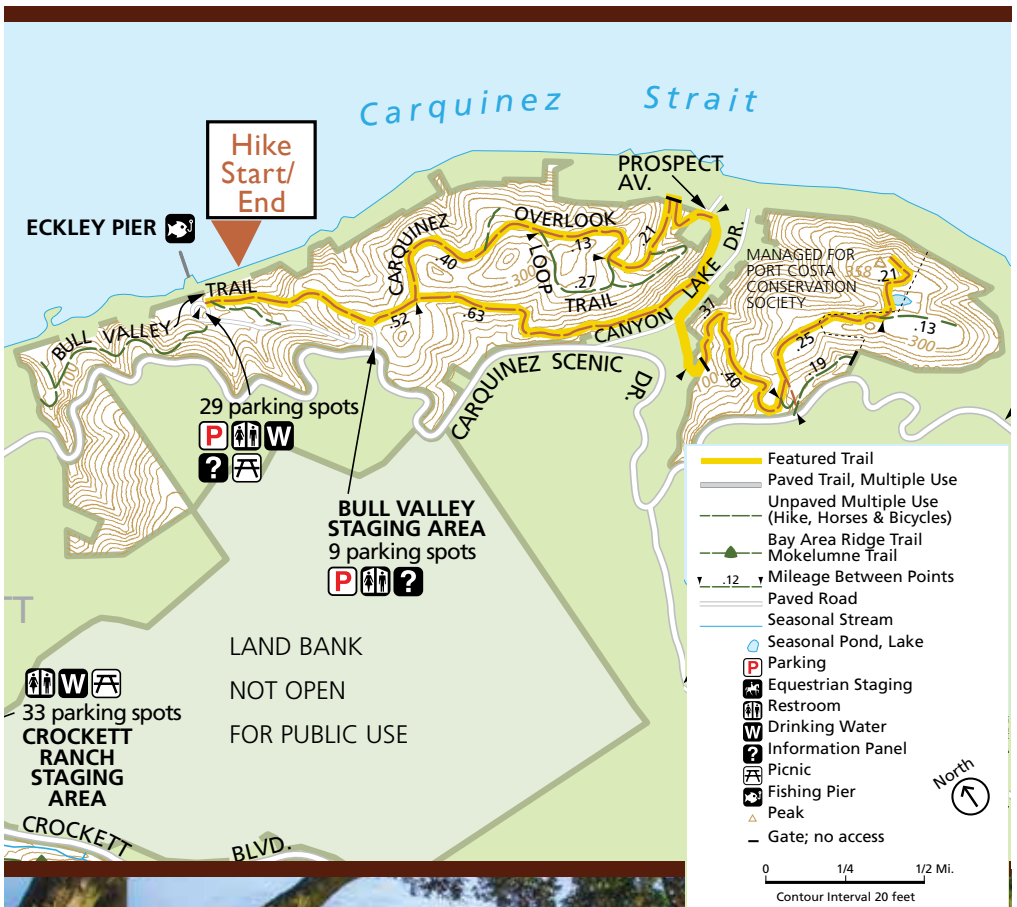 Carquinez Strait
Hike
Start/
End
PROSPECT
AV.
ECKLEY PIER
CARQUINEZ
OVERLOOK
LOOP
TRAIL
.40
.13
.21
.27
300
TRAIL
BULL VALLEY
.52
.63
CANYON LAKE DR.
MANAGED FOR
PORT COSTA
CONSERVATION
SOCIETY
358
.21
.37
.25
.13
300
.19
.40
CARQUINEZ SCENIC DR.
29 parking spots
P
W
?
BULL VALLEY
STAGING AREA
9 parking spots
P
?
T
LAND BANK
NOT OPEN
FOR PUBLIC USE
W
33 parking spots
CROCKETT
RANCH
STAGING
AREA
CROCKETT BLVD.
Featured Trail
Paved Trail, Multiple Use
Unpaved Multiple Use
(Hike, Horses & Bicycles)
Bay Area Ridge Trail
Mokelumne Trail
.12 Mileage Between Points
Paved Road
Seasonal Stream
Seasonal Pond, Lake
P Parking
Equestrian Staging
Restroom
W Drinking Water
? Information Panel
Picnic
Fishing Pier
Peak
Gate; no access
North
0 1/4 1/2 Mi.
Contour Interval 20 feet